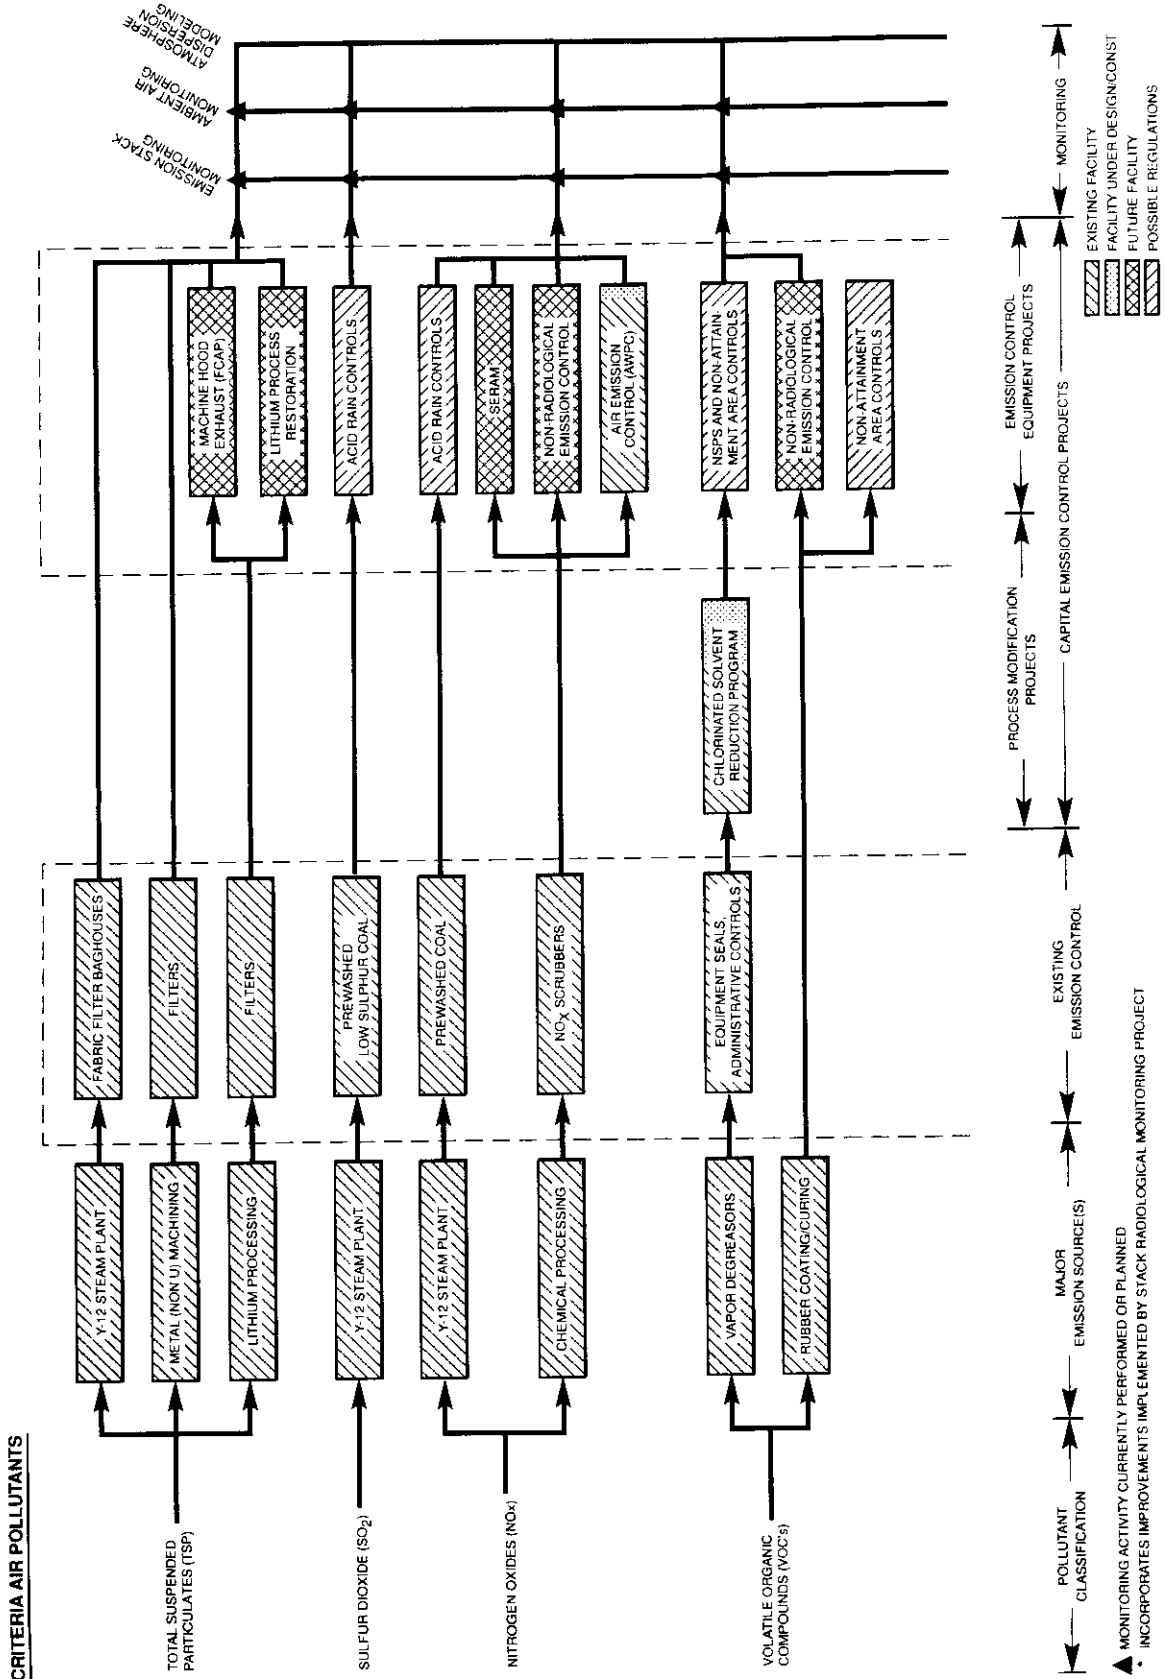 CRITERIA AIR POLLUTANTS
EMISSION STACK
MONITORING
AMBIENT AIR
MONITORING
ATMOSPHERE
DISPERSION
MODELING
TOTAL SUSPENDED
PARTICULATES (TSP)
Y-12 STEAM PLANT
FABRIC FILTER BAGHOUSES
METAL (NON U) MACHINING
FILTERS
LITHIUM PROCESSING
FILTERS
MACHINE HOOD
EXHAUST (FCAP)
LITHIUM PROCESS
RESTORATION
SULFUR DIOXIDE (SO2)
Y-12 STEAM PLANT
PREWASHED
LOW SULPHUR COAL
ACID RAIN CONTROLS
NITROGEN OXIDES (NOx)
Y-12 STEAM PLANT
PREWASHED COAL
ACID RAIN CONTROLS
CHEMICAL PROCESSING
NOX SCRUBBERS
SERAM
NON-RADIOLOGICAL
EMISSION CONTROL
AIR EMISSION
CONTROL (AWPC)
VOLATILE ORGANIC
COMPOUNDS (VOC's)
VAPOR DEGREASORS
EQUIPMENT SEALS,
ADMINISTRATIVE CONTROLS
CHLORINATED SOLVENT
REDUCTION PROGRAM
NSPS AND NON-ATTAIN-
MENT AREA CONTROLS
RUBBER COATING/CURING
NON-RADIOLOGICAL
EMISSION CONTROL
NON-ATTAINMENT
AREA CONTROLS
POLLUTANT
CLASSIFICATION
MAJOR
EMISSION SOURCE(S)
EXISTING
EMISSION CONTROL
PROCESS MODIFICATION
PROJECTS
EMISSION CONTROL
EQUIPMENT PROJECTS
CAPITAL EMISSION CONTROL PROJECTS
MONITORING
▲ MONITORING ACTIVITY CURRENTLY PERFORMED OR PLANNED
* INCORPORATES IMPROVEMENTS IMPLEMENTED BY STACK RADIOLOGICAL MONITORING PROJECT
EXISTING FACILITY
FACILITY UNDER DESIGN/CONST
FUTURE FACILITY
POSSIBLE REGULATIONS